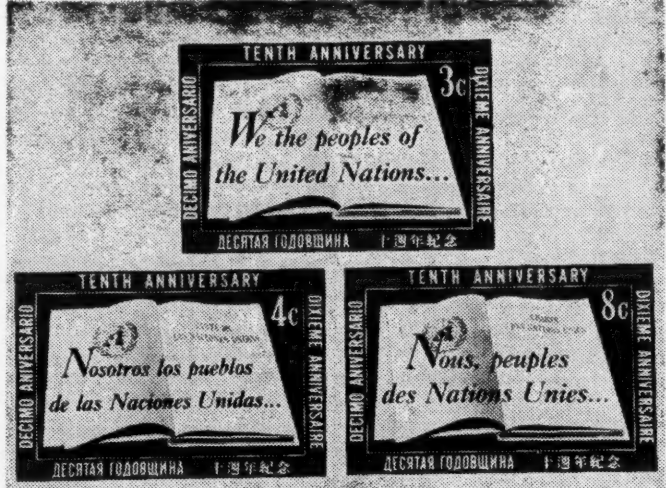 TENTH ANNIVERSARY
3c
DECIMO ANIVERSARIO
DIXIEME ANNIVERSAIRE
We the peoples of
the United Nations...
ДЕСЯТАЯ ГОДОВЩИНА 十週年紀念
TENTH ANNIVERSARY
4c
DECIMO ANIVERSARIO
DIXIEME ANNIVERSAIRE
Nosotros los pueblos
de las Naciones Unidas...
ДЕСЯТАЯ ГОДОВЩИНА 十週年紀念
TENTH ANNIVERSARY
8c
DECIMO ANIVERSARIO
DIXIEME ANNIVERSAIRE
Nous, peuples
des Nations Unies...
ДЕСЯТАЯ ГОДОВЩИНА 十週年紀念